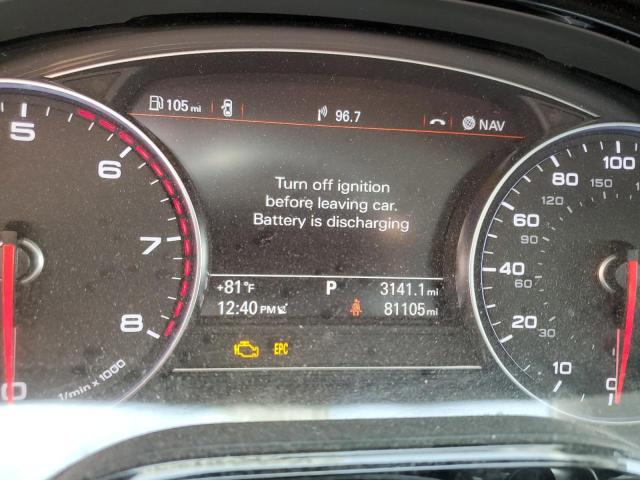 105 mi
96.7
NAV
Turn off ignition
before leaving car.
Battery is discharging
+81°F
P
3141.1 mi
12:40 PM
81105 mi
EPC
5
6
7
8
0
1/min x 1000
100
80
60
40
20
10
0
150
120
90
60
30